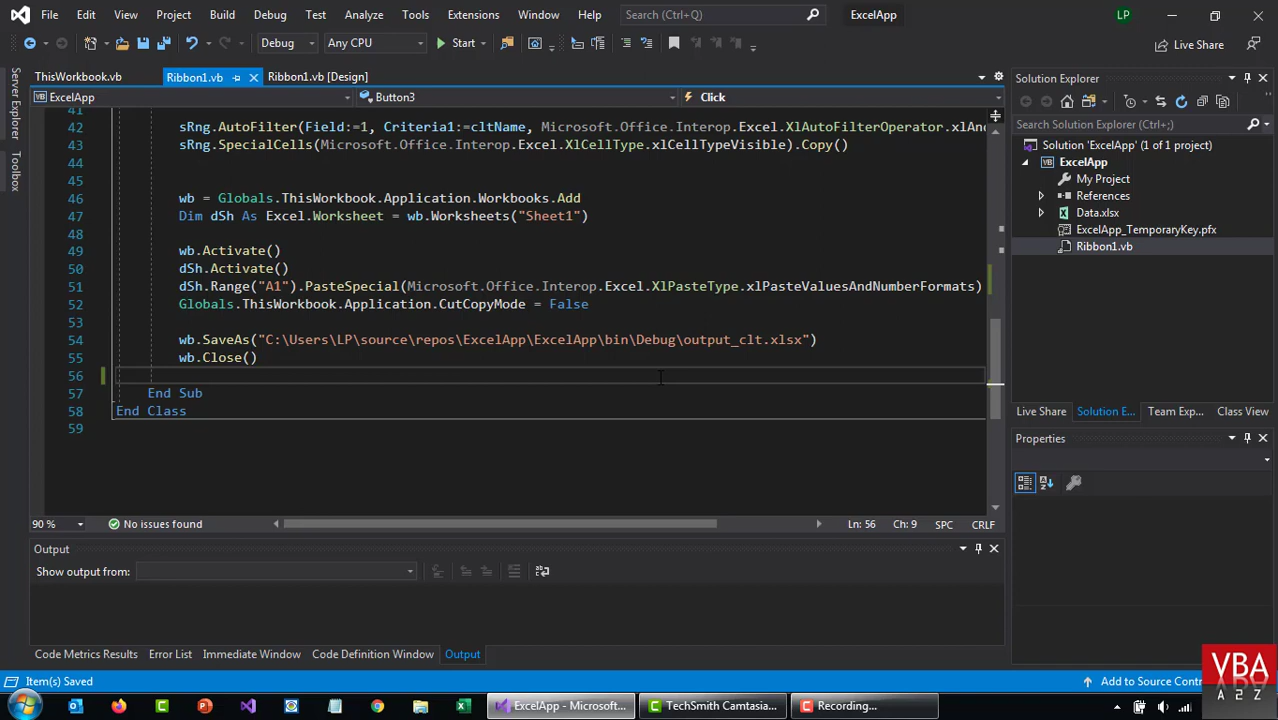 File Edit View Project Build Debug Test Analyze Tools Extensions Window Help Search (Ctrl+Q) ExcelApp LP
Debug Any CPU Start Live Share
ThisWorkbook.vb Ribbon1.vb Ribbon1.vb [Design]
ExcelApp Button3 Click
Server Explorer
Toolbox
41
42 sRng.AutoFilter(Field:=1, Criteria1:=cltName, Microsoft.Office.Interop.Excel.XlAutoFilterOperator.xlAn
43 sRng.SpecialCells(Microsoft.Office.Interop.Excel.XlCellType.xlCellTypeVisible).Copy()
44
45
46 wb = Globals.ThisWorkbook.Application.Workbooks.Add
47 Dim dSh As Excel.Worksheet = wb.Worksheets("Sheet1")
48
49 wb.Activate()
50 dSh.Activate()
51 dSh.Range("A1").PasteSpecial(Microsoft.Office.Interop.Excel.XlPasteType.xlPasteValuesAndNumberFormats)
52 Globals.ThisWorkbook.Application.CutCopyMode = False
53
54 wb.SaveAs("C:\Users\LP\source\repos\ExcelApp\ExcelApp\bin\Debug\output_clt.xlsx")
55 wb.Close()
56
57 End Sub
58 End Class
59
90 % No issues found Ln: 56 Ch: 9 SPC CRLF
Output
Show output from:
Code Metrics Results Error List Immediate Window Code Definition Window Output
Solution Explorer
Search Solution Explorer (Ctrl+;)
Solution 'ExcelApp' (1 of 1 project)
ExcelApp
My Project
References
Data.xlsx
ExcelApp_TemporaryKey.pfx
Ribbon1.vb
Live Share Solution E... Team Exp... Class View
Properties
Item(s) Saved Add to Source Cont
VBA
A 2 Z
ExcelApp - Microsoft... TechSmith Camtasia... Recording...